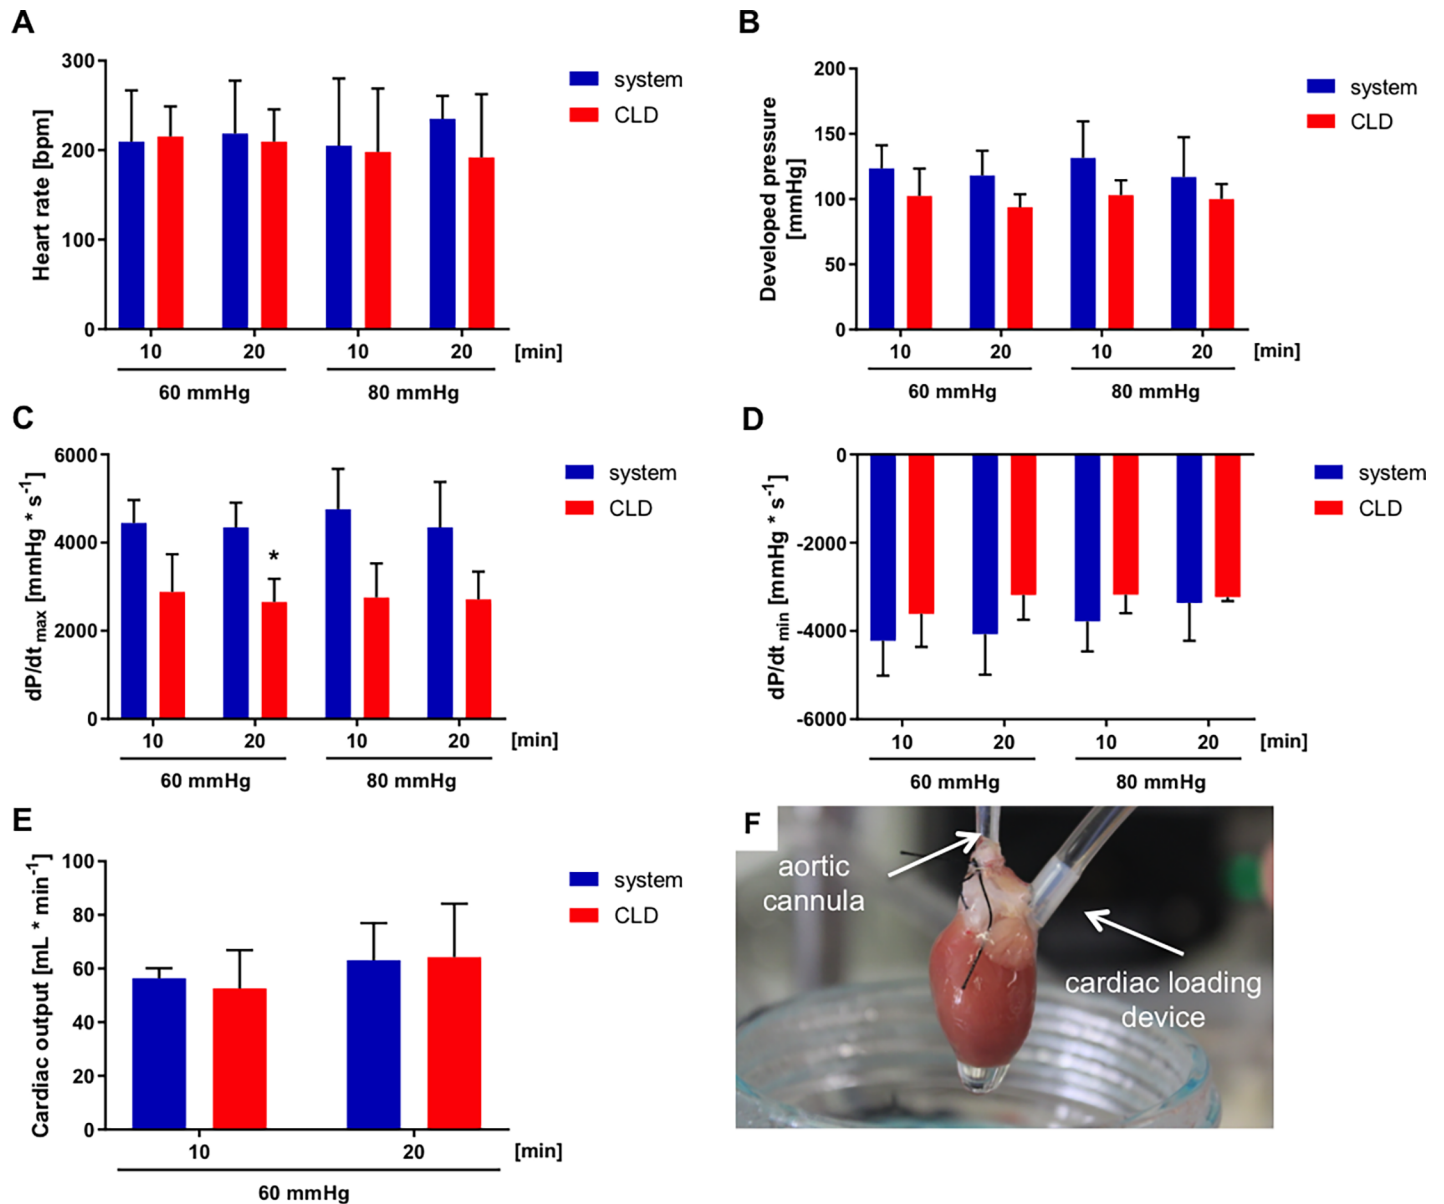 A
Heart rate [bpm]
300
200
100
0
10
20
10
20
[min]
60 mmHg
80 mmHg
system
CLD
B
Developed pressure
[mmHg]
200
150
100
50
0
10
20
10
20
[min]
60 mmHg
80 mmHg
system
CLD
C
dP/dt max [mmHg * s-1]
6000
4000
2000
0
*
10
20
10
20
[min]
60 mmHg
80 mmHg
system
CLD
D
dP/dt min [mmHg * s-1]
0
-2000
-4000
-6000
10
20
10
20
[min]
60 mmHg
80 mmHg
system
CLD
E
Cardiac output [mL * min-1]
100
80
60
40
20
0
10
20
[min]
60 mmHg
system
CLD
F
aortic
cannula
cardiac loading
device